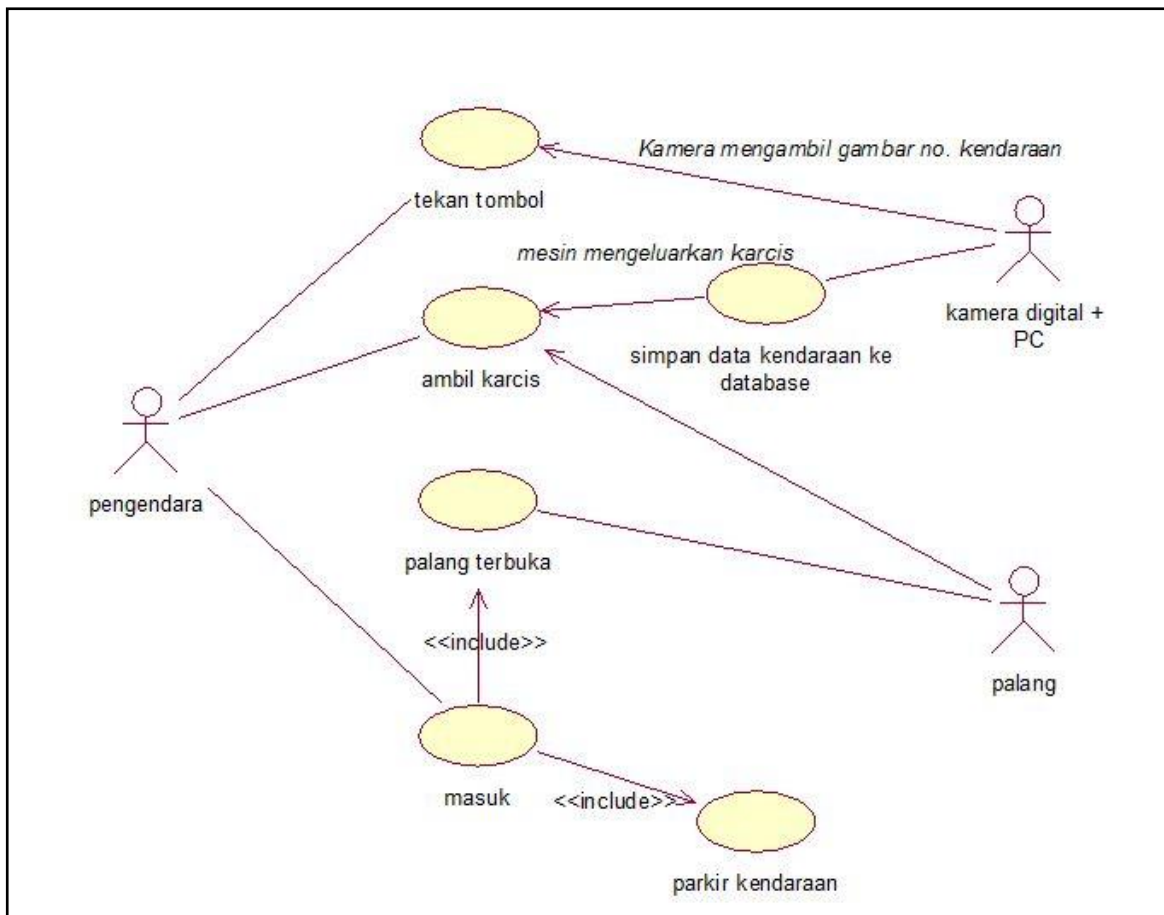 Kamera mengambil gambar no. kendaraan
tekan tombol
mesin mengeluarkan karcis
kamera digital +
PC
simpan data kendaraan ke
database
ambil karcis
pengendara
palang terbuka
<<include>>
palang
masuk
<<include>>
parkir kendaraan